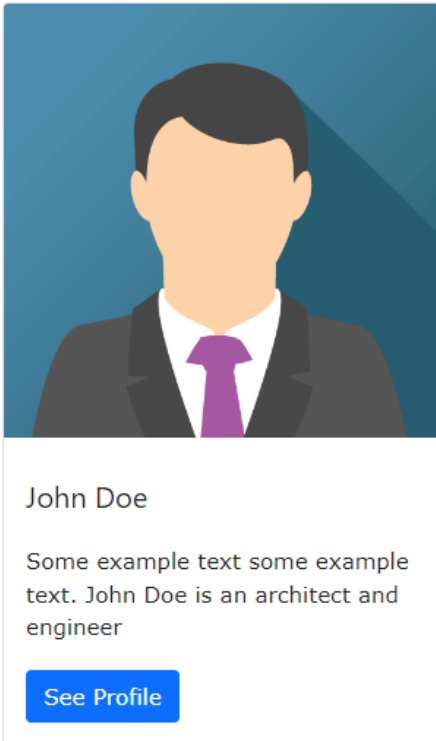 John Doe
Some example text some example
text. John Doe is an architect and
engineer
See Profile